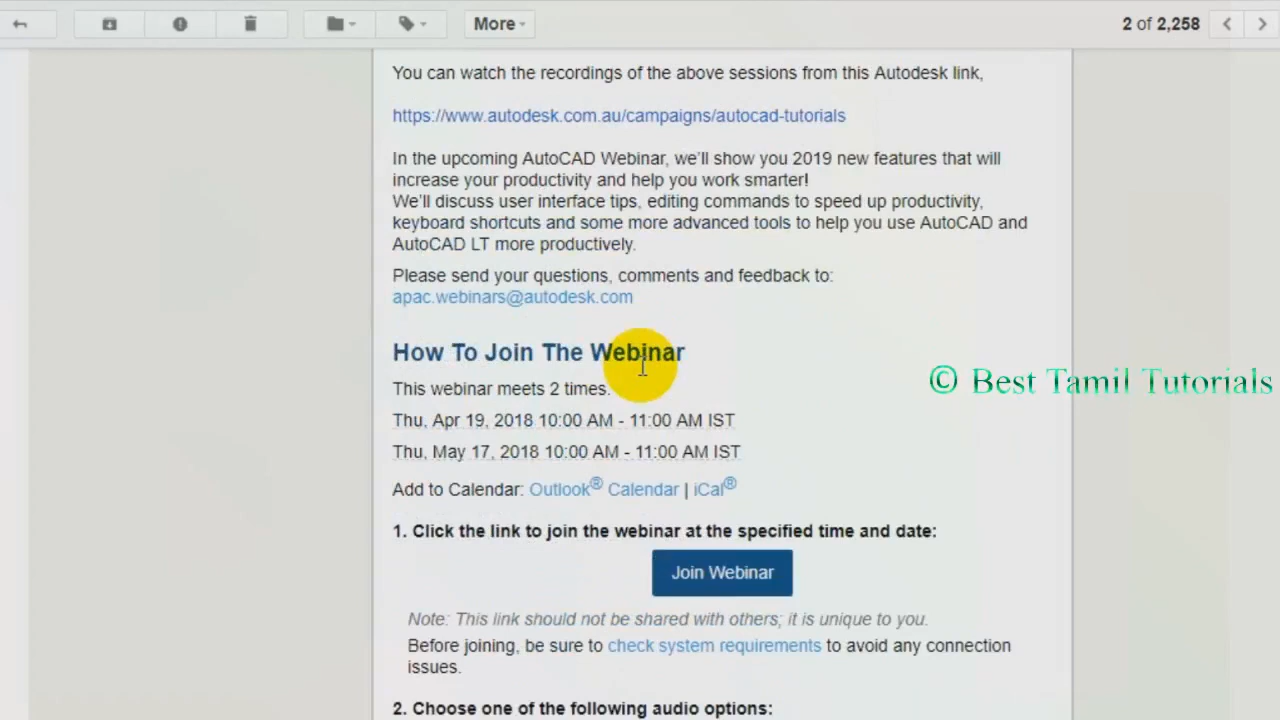 More
2 of 2,258
You can watch the recordings of the above sessions from this Autodesk link,
https://www.autodesk.com.au/campaigns/autocad-tutorials
In the upcoming AutoCAD Webinar, we'll show you 2019 new features that will
increase your productivity and help you work smarter!
We'll discuss user interface tips, editing commands to speed up productivity,
keyboard shortcuts and some more advanced tools to help you use AutoCAD and
AutoCAD LT more productively.
Please send your questions, comments and feedback to:
apac.webinars@autodesk.com
How To Join The Webinar
© Best Tamil Tutorials
This webinar meets 2 times.
Thu, Apr 19, 2018 10:00 AM - 11:00 AM IST
Thu, May 17, 2018 10:00 AM - 11:00 AM IST
Add to Calendar: Outlook® Calendar | iCal®
1. Click the link to join the webinar at the specified time and date:
Join Webinar
Note: This link should not be shared with others; it is unique to you.
Before joining, be sure to check system requirements to avoid any connection
issues.
2. Choose one of the following audio options: